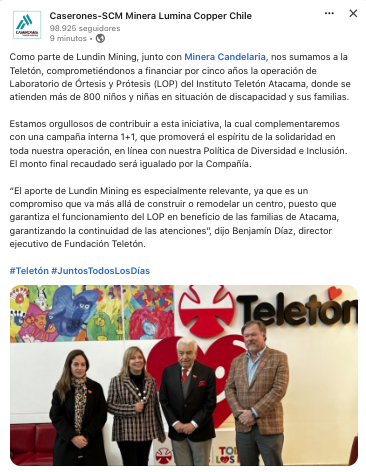 Caserones-SCM Minera Lumina Copper Chile
98.925 seguidores
9 minutos •
CASERONES
Como parte de Lundin Mining, junto con Minera Candelaria, nos sumamos a la
Teletón, comprometiéndonos a financiar por cinco años la operación de
Laboratorio de Órtesis y Prótesis (LOP) del Instituto Teletón Atacama, donde se
atienden más de 800 niños y niñas en situación de discapacidad y sus familias.
Estamos orgullosos de contribuir a esta iniciativa, la cual complementaremos
con una campaña interna 1+1, que promoverá el espíritu de la solidaridad en
toda nuestra operación, en línea con nuestra Política de Diversidad e Inclusión.
El monto final recaudado será igualado por la Compañía.
“El aporte de Lundin Mining es especialmente relevante, ya que es un
compromiso que va más allá de construir o remodelar un centro, puesto que
garantiza el funcionamiento del LOP en beneficio de las familias de Atacama,
garantizando la continuidad de las atenciones”, dijo Benjamín Díaz, director
ejecutivo de Fundación Teletón.
#Teletón #JuntosTodosLosDías
Teletón